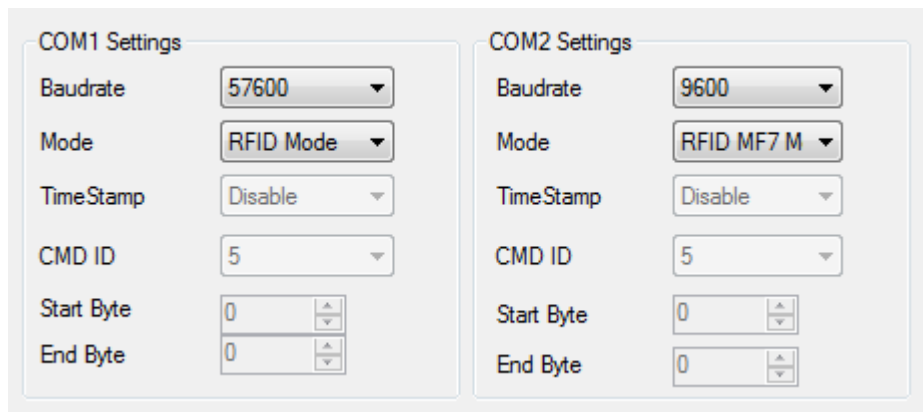 COM1 Settings
Baudrate 57600
Mode RFID Mode
TimeStamp Disable
CMD ID 5
Start Byte 0
End Byte 0
COM2 Settings
Baudrate 9600
Mode RFID MF7 M
TimeStamp Disable
CMD ID 5
Start Byte 0
End Byte 0